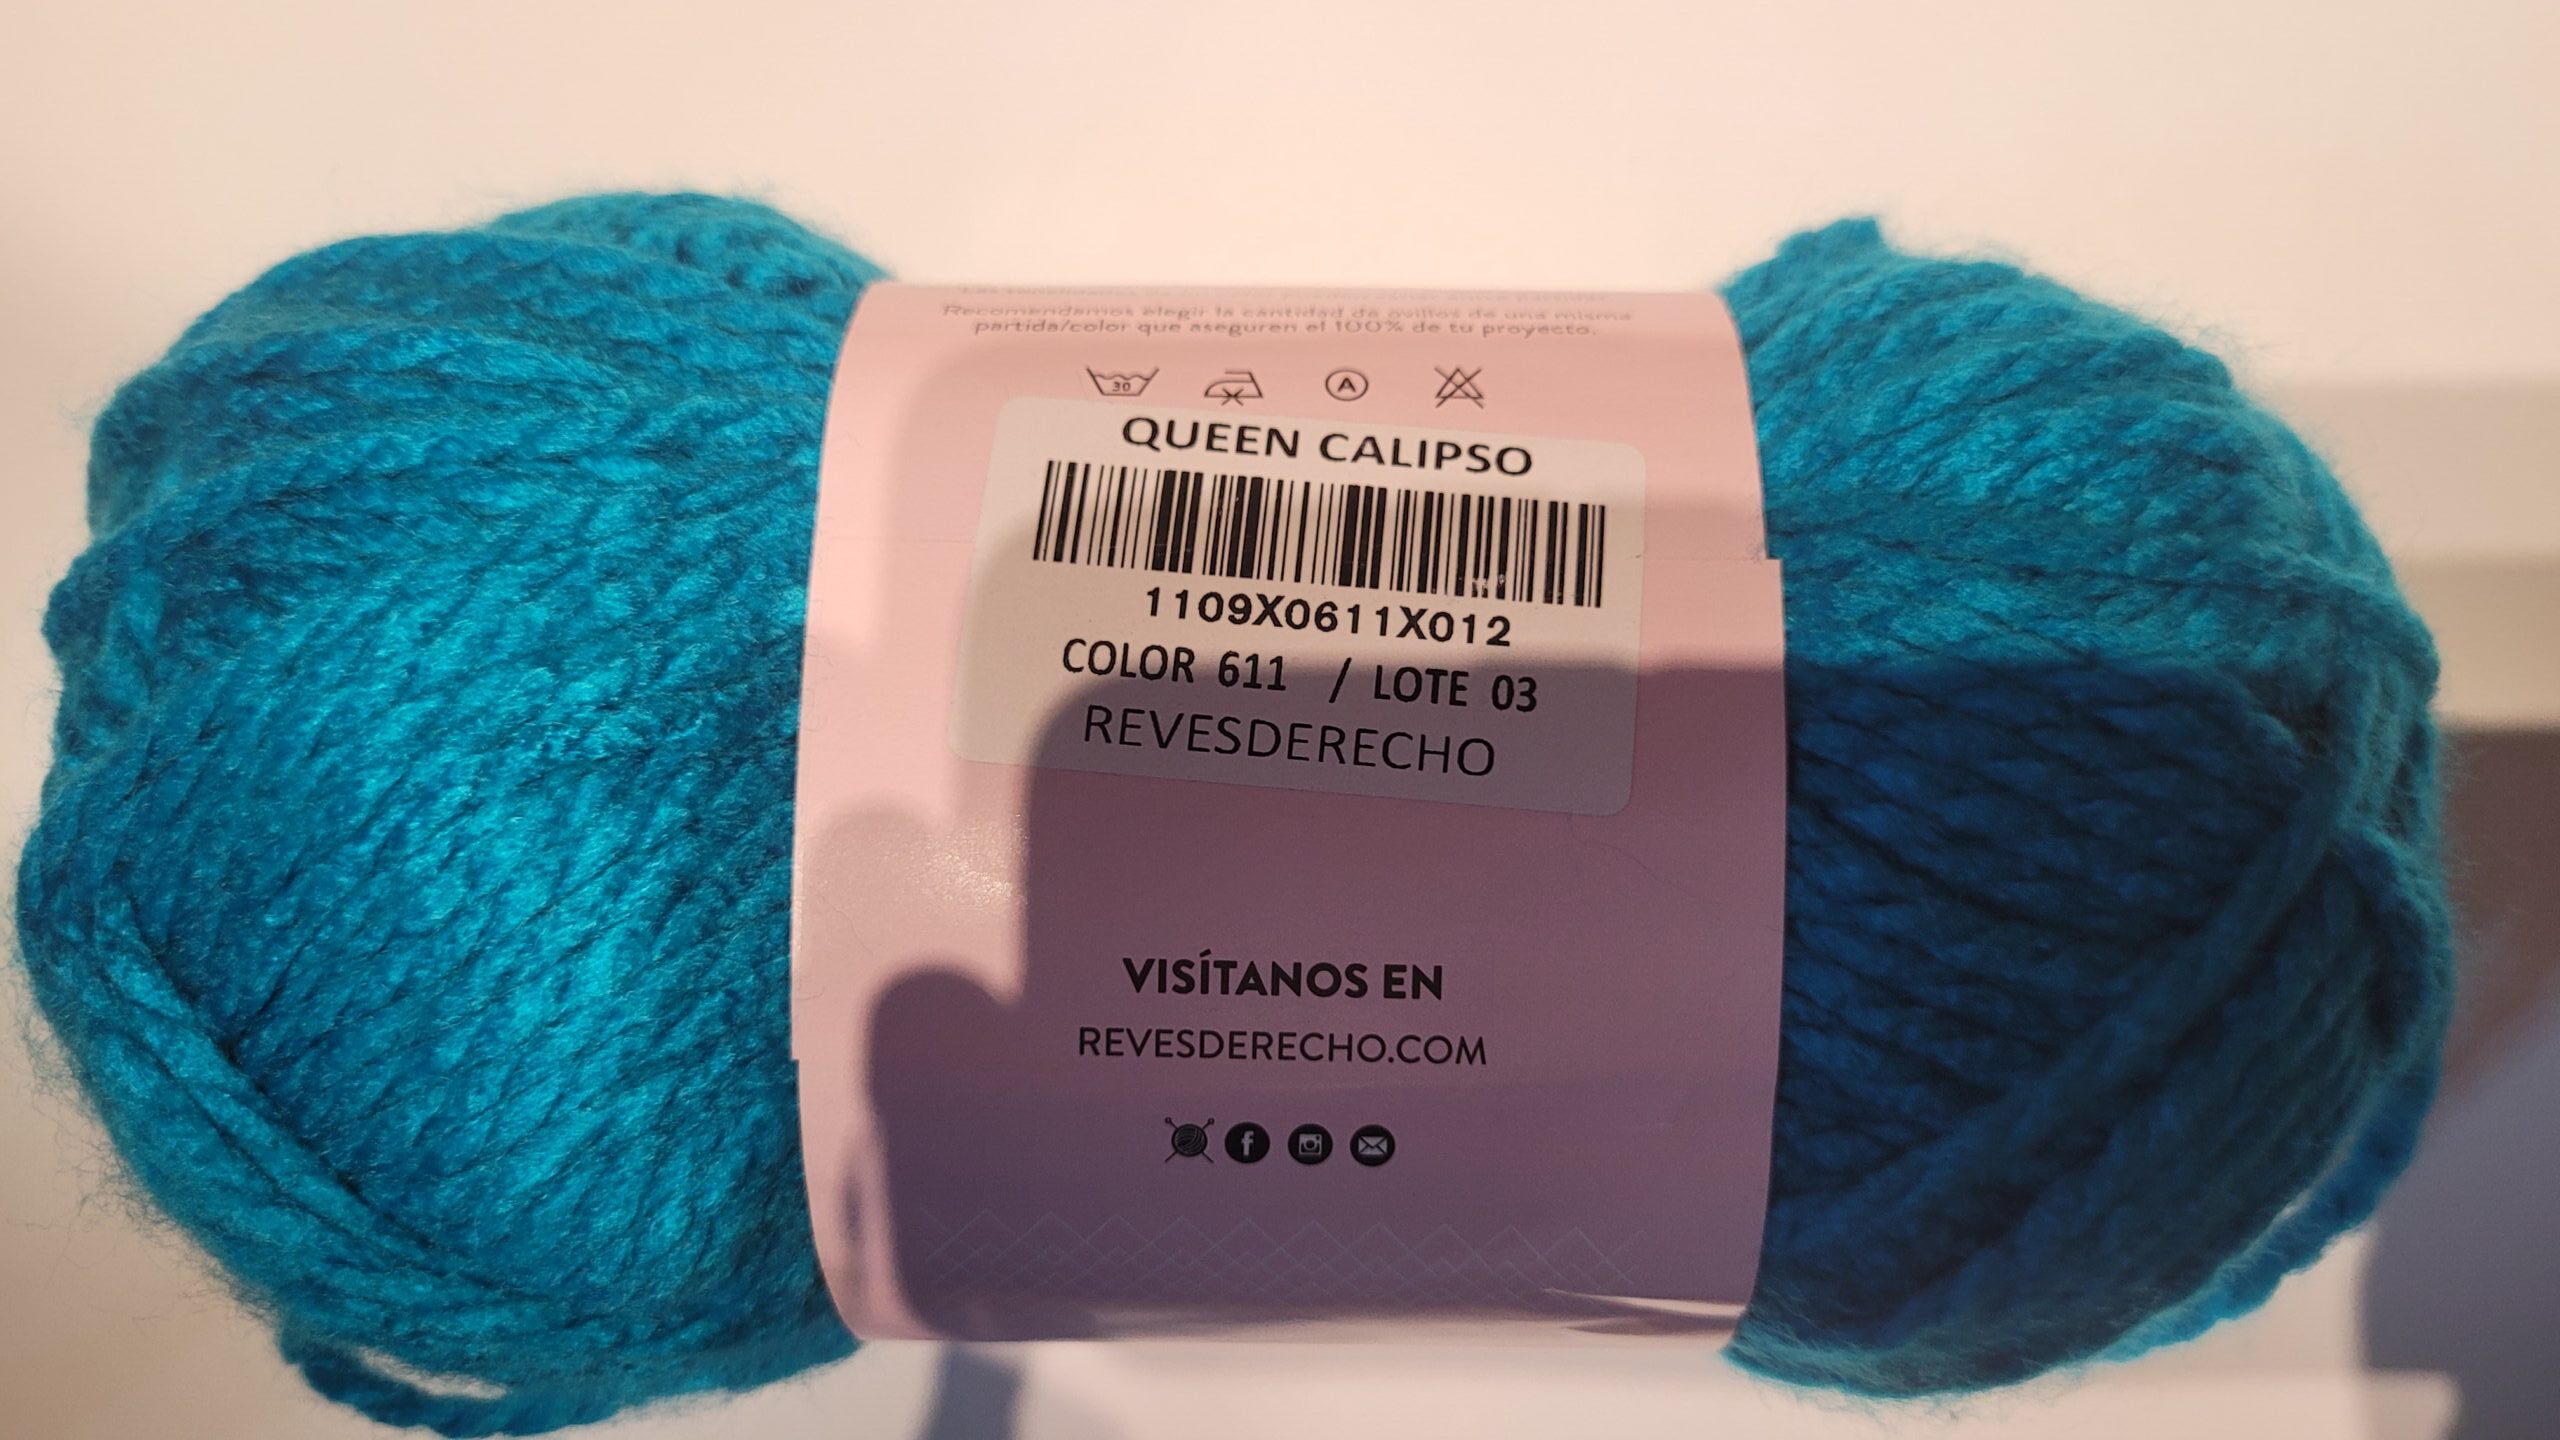 Recomendamos elegir la cantidad de ovillos de una misma
partida/color que aseguren el 100% de tu proyecto.
30 A
QUEEN CALIPSO
1109X0611X012
COLOR 611 / LOTE 03
REVESDERECHO
VISÍTANOS EN
REVESDERECHO.COM
f